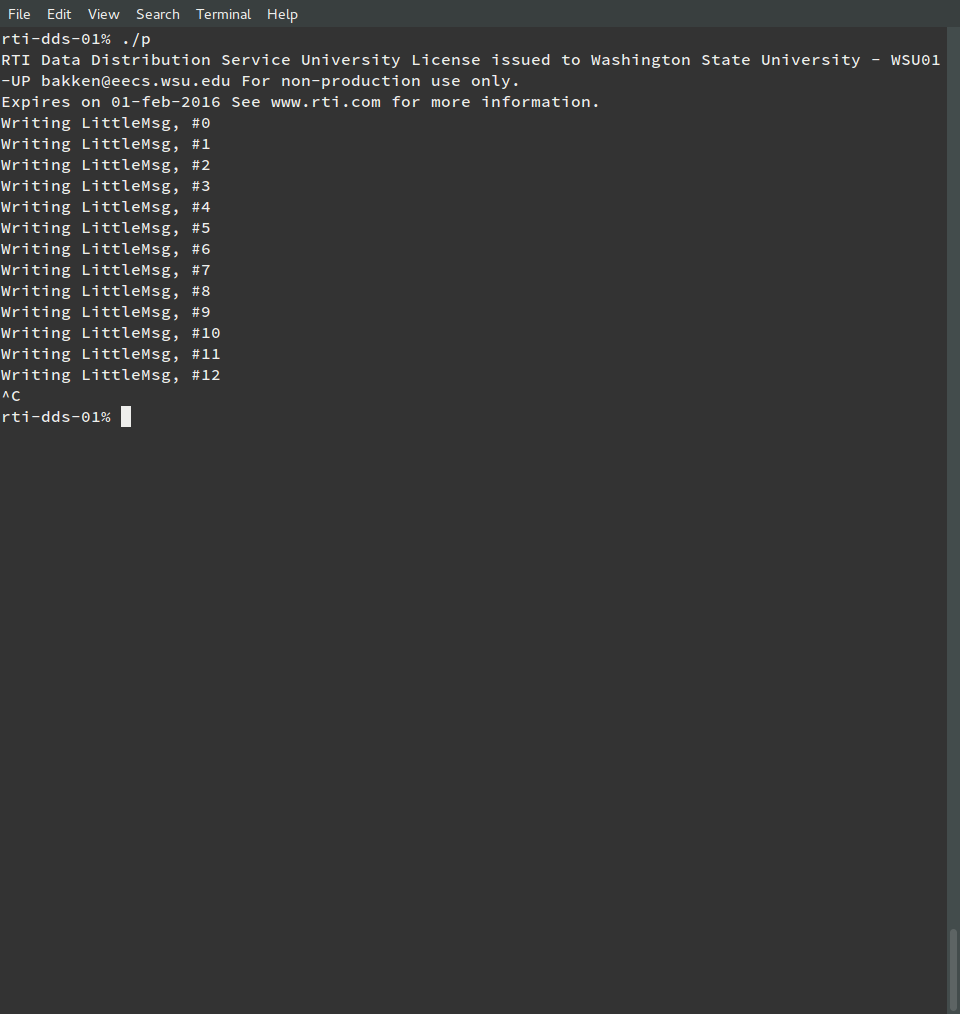 File Edit View Search Terminal Help
rti-dds-01% ./p
RTI Data Distribution Service University License issued to Washington State University - WSU01
-UP bakken@eecs.wsu.edu For non-production use only.
Expires on 01-feb-2016 See www.rti.com for more information.
Writing LittleMsg, #0
Writing LittleMsg, #1
Writing LittleMsg, #2
Writing LittleMsg, #3
Writing LittleMsg, #4
Writing LittleMsg, #5
Writing LittleMsg, #6
Writing LittleMsg, #7
Writing LittleMsg, #8
Writing LittleMsg, #9
Writing LittleMsg, #10
Writing LittleMsg, #11
Writing LittleMsg, #12
^C
rti-dds-01%